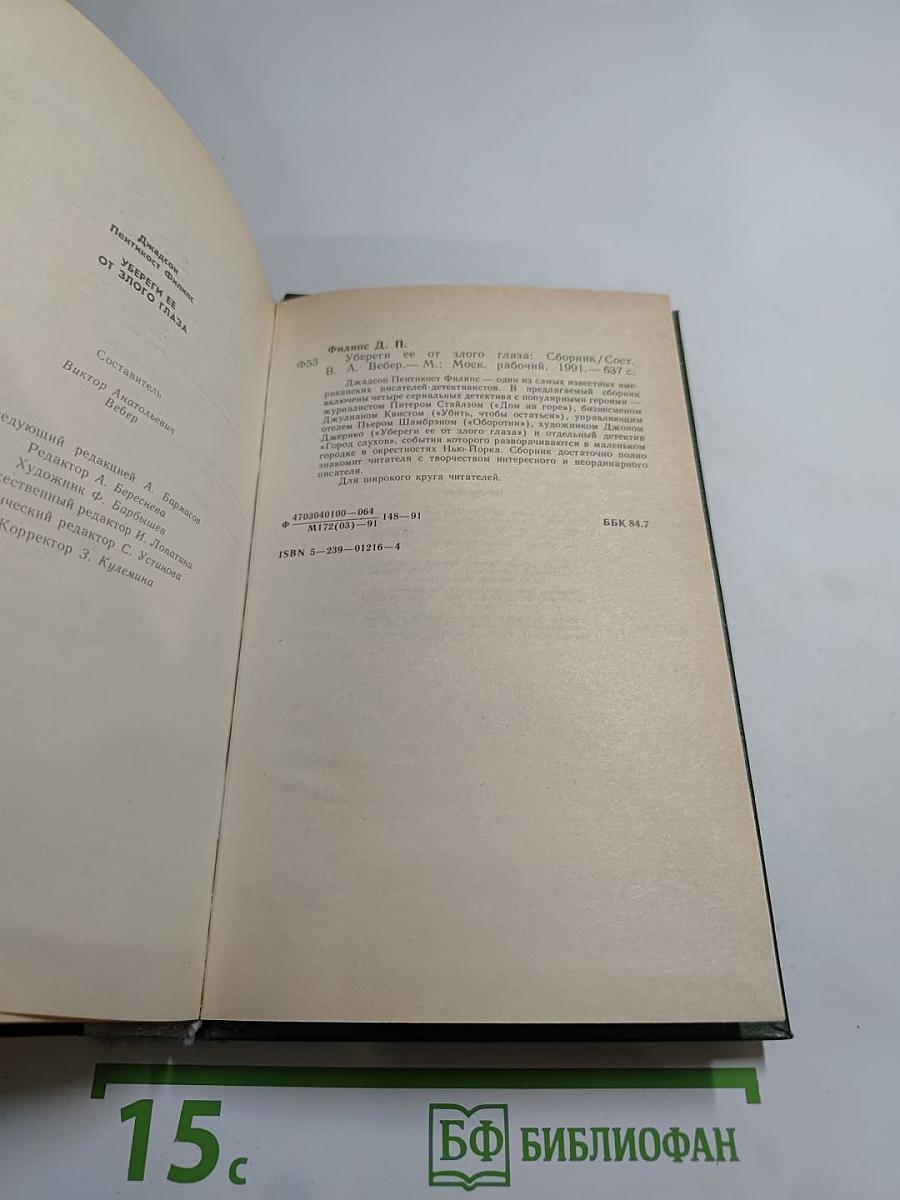 Джадсон
Пентикост Филипс
УБЕРЕГИ ЕЕ
ОТ ЗЛОГО ГЛАЗА
Составитель
Виктор Анатольевич
Вебер
редакцией А. Бармасов
Редактор А. Береснева
Художник Ф. Барбышев
редактор И. Лопатина
редактор С. Устинова
Корректор З. Кулемина
Филипс Д. П.
Ф53 Убереги ее от злого глаза: Сборник/Сост.
В. А. Вебер.— М.: Моск. рабочий, 1991.— 637 с.
Джадсон Пентикост Филипс — один из самых известных аме-
риканских писателей-детективистов. В предлагаемый сборник
включены четыре сериальных детектива с популярными героями —
журналистом Питером Стайлзом («Дом на горе»), бизнесменом
Джулианом Квистом («Убить, чтобы остаться»), управляющим
отелем Пьером Шамбрэном («Оборотни»), художником Джоном
Джерико («Убереги ее от злого глаза») и отдельный детектив
«Город слухов», события которого разворачиваются в маленьком
городке в окрестностях Нью-Йорка. Сборник достаточно полно
знакомит читателя с творчеством интересного и неординарного
писателя.
Для широкого круга читателей.
Ф 4703040100—064 148—91 ББК 84.7
М172(03)—91
ISBN 5—239—01216—4
15 с БФ БИБЛИОФАН